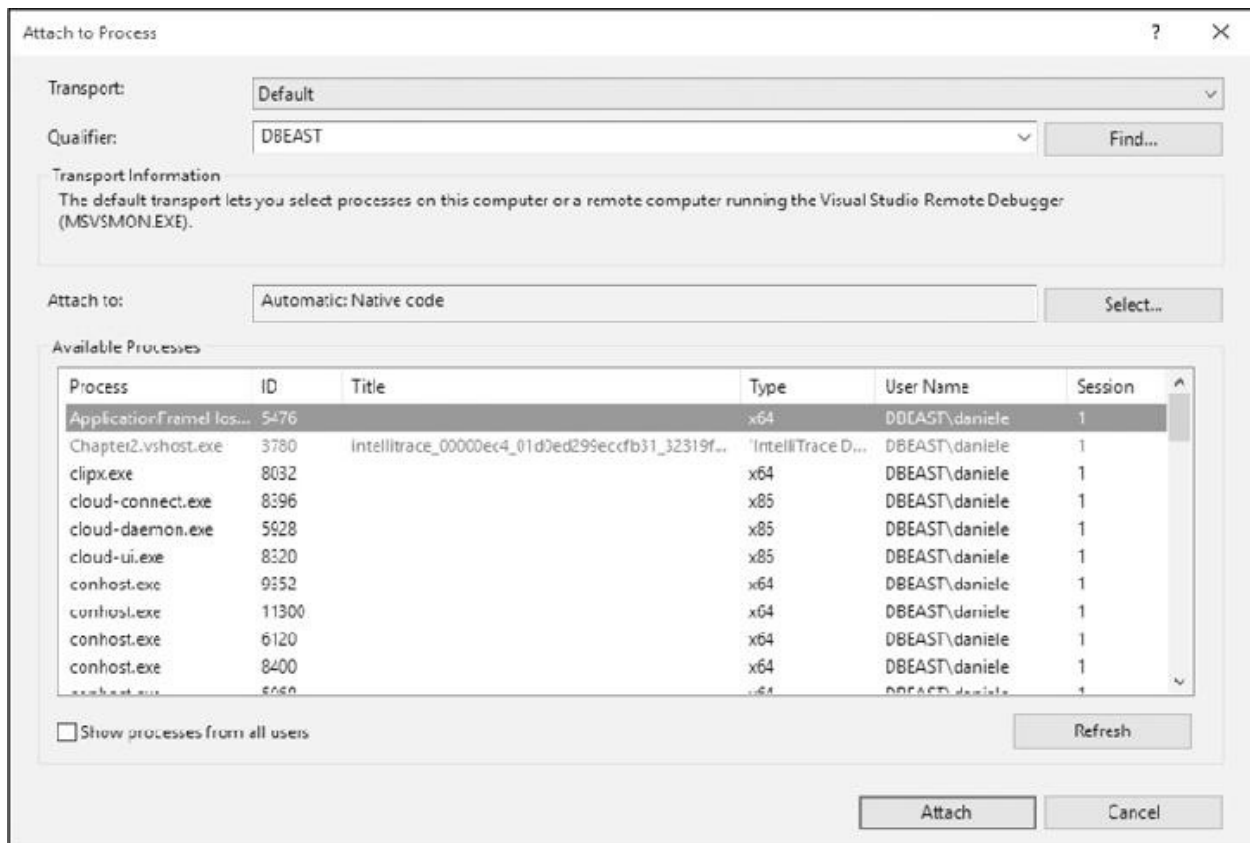 Attach to Process
Transport:
Default
Qualifier:
DBEAST
Find...
Transport Information
The default transport lets you select processes on this computer or a remote computer running the Visual Studio Remote Debugger
(MSVSMON.EXE).
Attach to:
Automatic: Native code
Select...
Available Processes
Process ID Title Type User Name Session
ApplicationFrameHos... 5476 x64 DBEAST\daniele 1
Chapter2.vshost.exe 3780 DBEAST\daniele 1
clipx.exe 8032 x64 DBEAST\daniele 1
cloud-connect.exe 8396 x86 DBEAST\daniele 1
cloud-daemon.exe 5928 x86 DBEAST\daniele 1
cloud-ui.exe 8320 x86 DBEAST\daniele 1
conhost.exe 9352 x64 DBEAST\daniele 1
conhost.exe 11300 x64 DBEAST\daniele 1
conhost.exe 6120 x64 DBEAST\daniele 1
conhost.exe 8400 x64 DBEAST\daniele 1
Show processes from all users
Refresh
Attach
Cancel